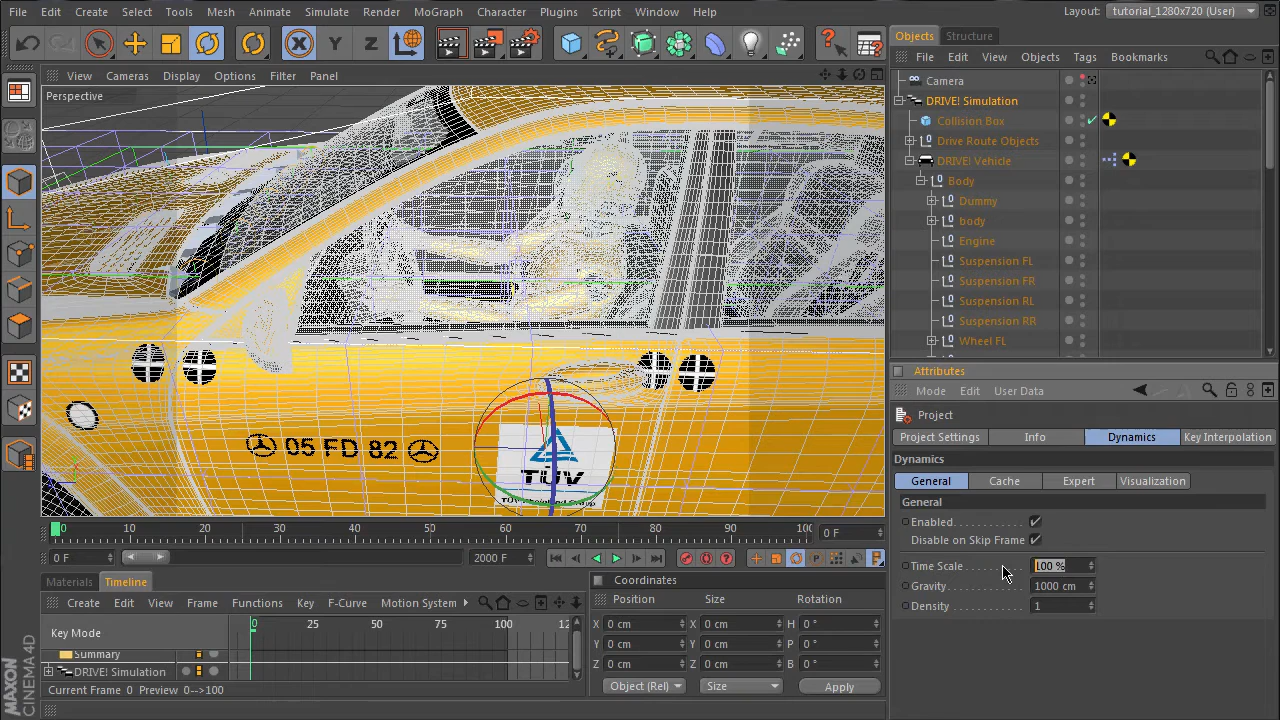 File Edit Create Select Tools Mesh Animate Simulate Render MoGraph Character Plugins Script Window Help
Layout: tutorial_1280x720 (User)
X Y Z
Objects Structure
File Edit View Objects Tags Bookmarks
View Cameras Display Options Filter Panel
Perspective
Camera
DRIVE! Simulation
Collision Box
Drive Route Objects
DRIVE! Vehicle
Body
Dummy
body
Engine
Suspension FL
Suspension FR
Suspension RL
Suspension RR
Wheel FL
05 FD 82
TÜV
Attributes
Mode Edit User Data
Project
Project Settings Info Dynamics Key Interpolation
Dynamics
General Cache Expert Visualization
General
Enabled
Disable on Skip Frame
Time Scale 100 %
Gravity 1000 cm
Density 1
0 10 20 30 40 50 60 70 80 90 100 0 F
0 F 2000 F
Materials Timeline
Create Edit View Frame Functions Key F-Curve Motion System
Key Mode
0 25 50 75 100
Summary
DRIVE! Simulation
Current Frame 0 Preview 0-->100
Coordinates
Position Size Rotation
X 0 cm X 0 cm H 0 °
Y 0 cm Y 0 cm P 0 °
Z 0 cm Z 0 cm B 0 °
Object (Rel) Size Apply
MAXON
CINEMA 4D